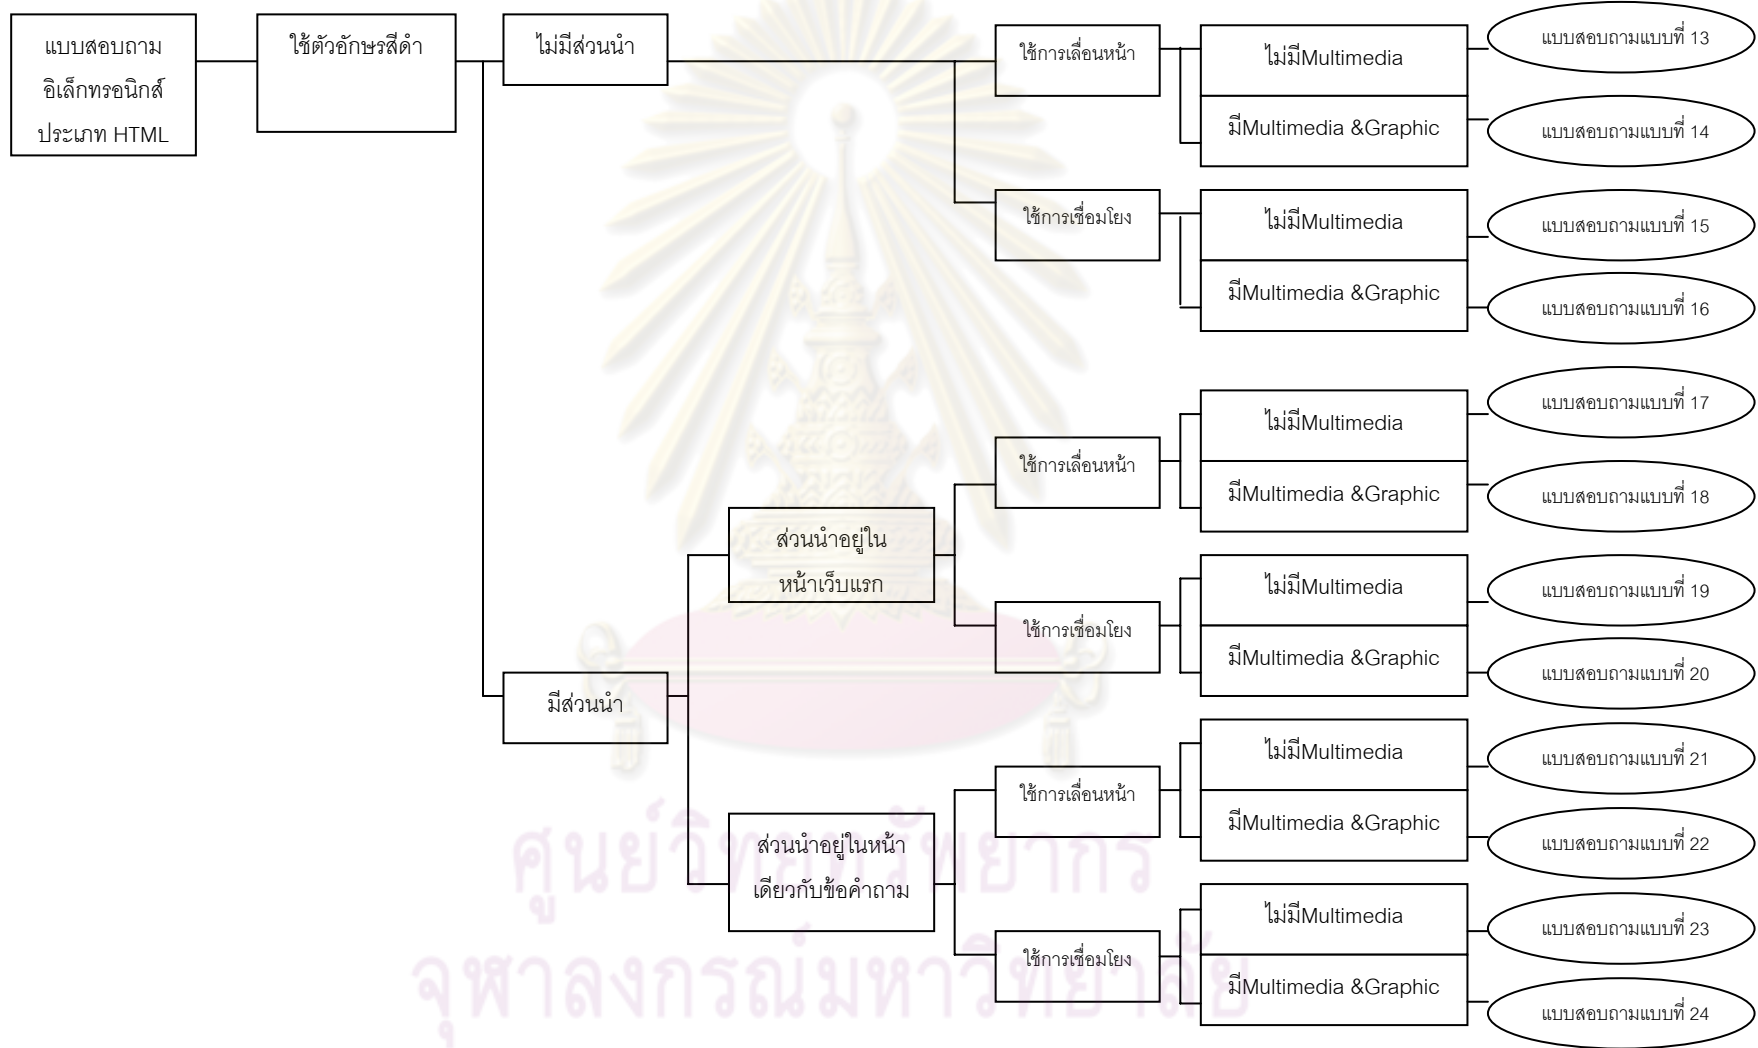 แบบสอบถาม
อิเล็กทรอนิกส์
ประเภท HTML
ใช้ตัวอักษรสีดำ
ไม่มีส่วนนำ
ใช้การเลื่อนหน้า
ไม่มีMultimedia
แบบสอบถามแบบที่ 13
มีMultimedia &Graphic
แบบสอบถามแบบที่ 14
ใช้การเชื่อมโยง
ไม่มีMultimedia
แบบสอบถามแบบที่ 15
มีMultimedia &Graphic
แบบสอบถามแบบที่ 16
มีส่วนนำ
ส่วนนำอยู่ใน
หน้าเว็บแรก
ใช้การเลื่อนหน้า
ไม่มีMultimedia
แบบสอบถามแบบที่ 17
มีMultimedia &Graphic
แบบสอบถามแบบที่ 18
ใช้การเชื่อมโยง
ไม่มีMultimedia
แบบสอบถามแบบที่ 19
มีMultimedia &Graphic
แบบสอบถามแบบที่ 20
ส่วนนำอยู่ในหน้า
เดียวกับข้อคำถาม
ใช้การเลื่อนหน้า
ไม่มีMultimedia
แบบสอบถามแบบที่ 21
มีMultimedia &Graphic
แบบสอบถามแบบที่ 22
ใช้การเชื่อมโยง
ไม่มีMultimedia
แบบสอบถามแบบที่ 23
มีMultimedia &Graphic
แบบสอบถามแบบที่ 24
ศูนย์วิทยทรัพยากร
จุฬาลงกรณ์มหาวิทยาลัย